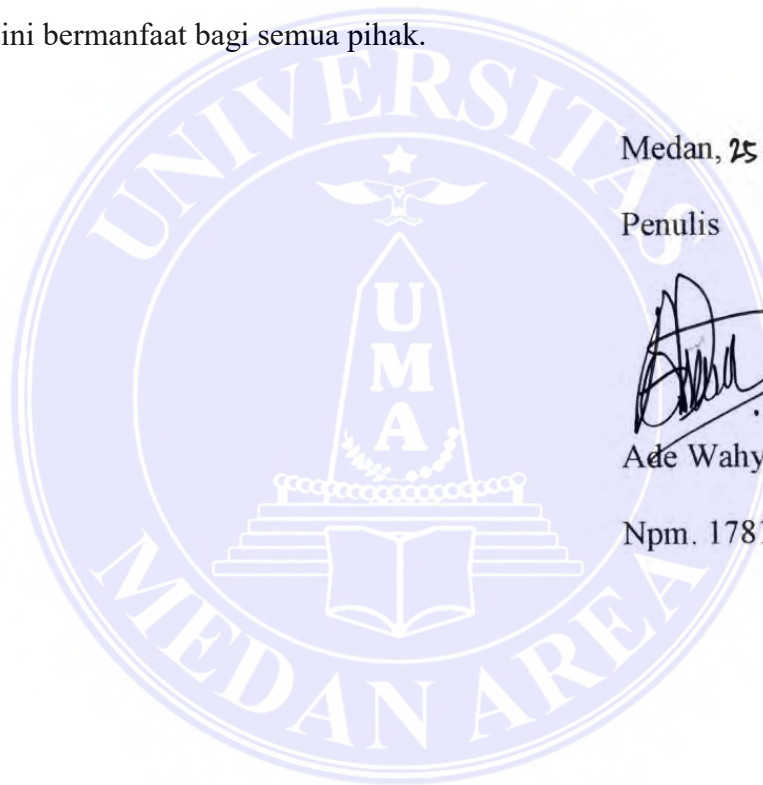 ini bermanfaat bagi semua pihak.
UNIVERSITAS
Medan, 25
Penulis
U
M
A
Ade Wahy
Npm. 178
MEDAN AREA